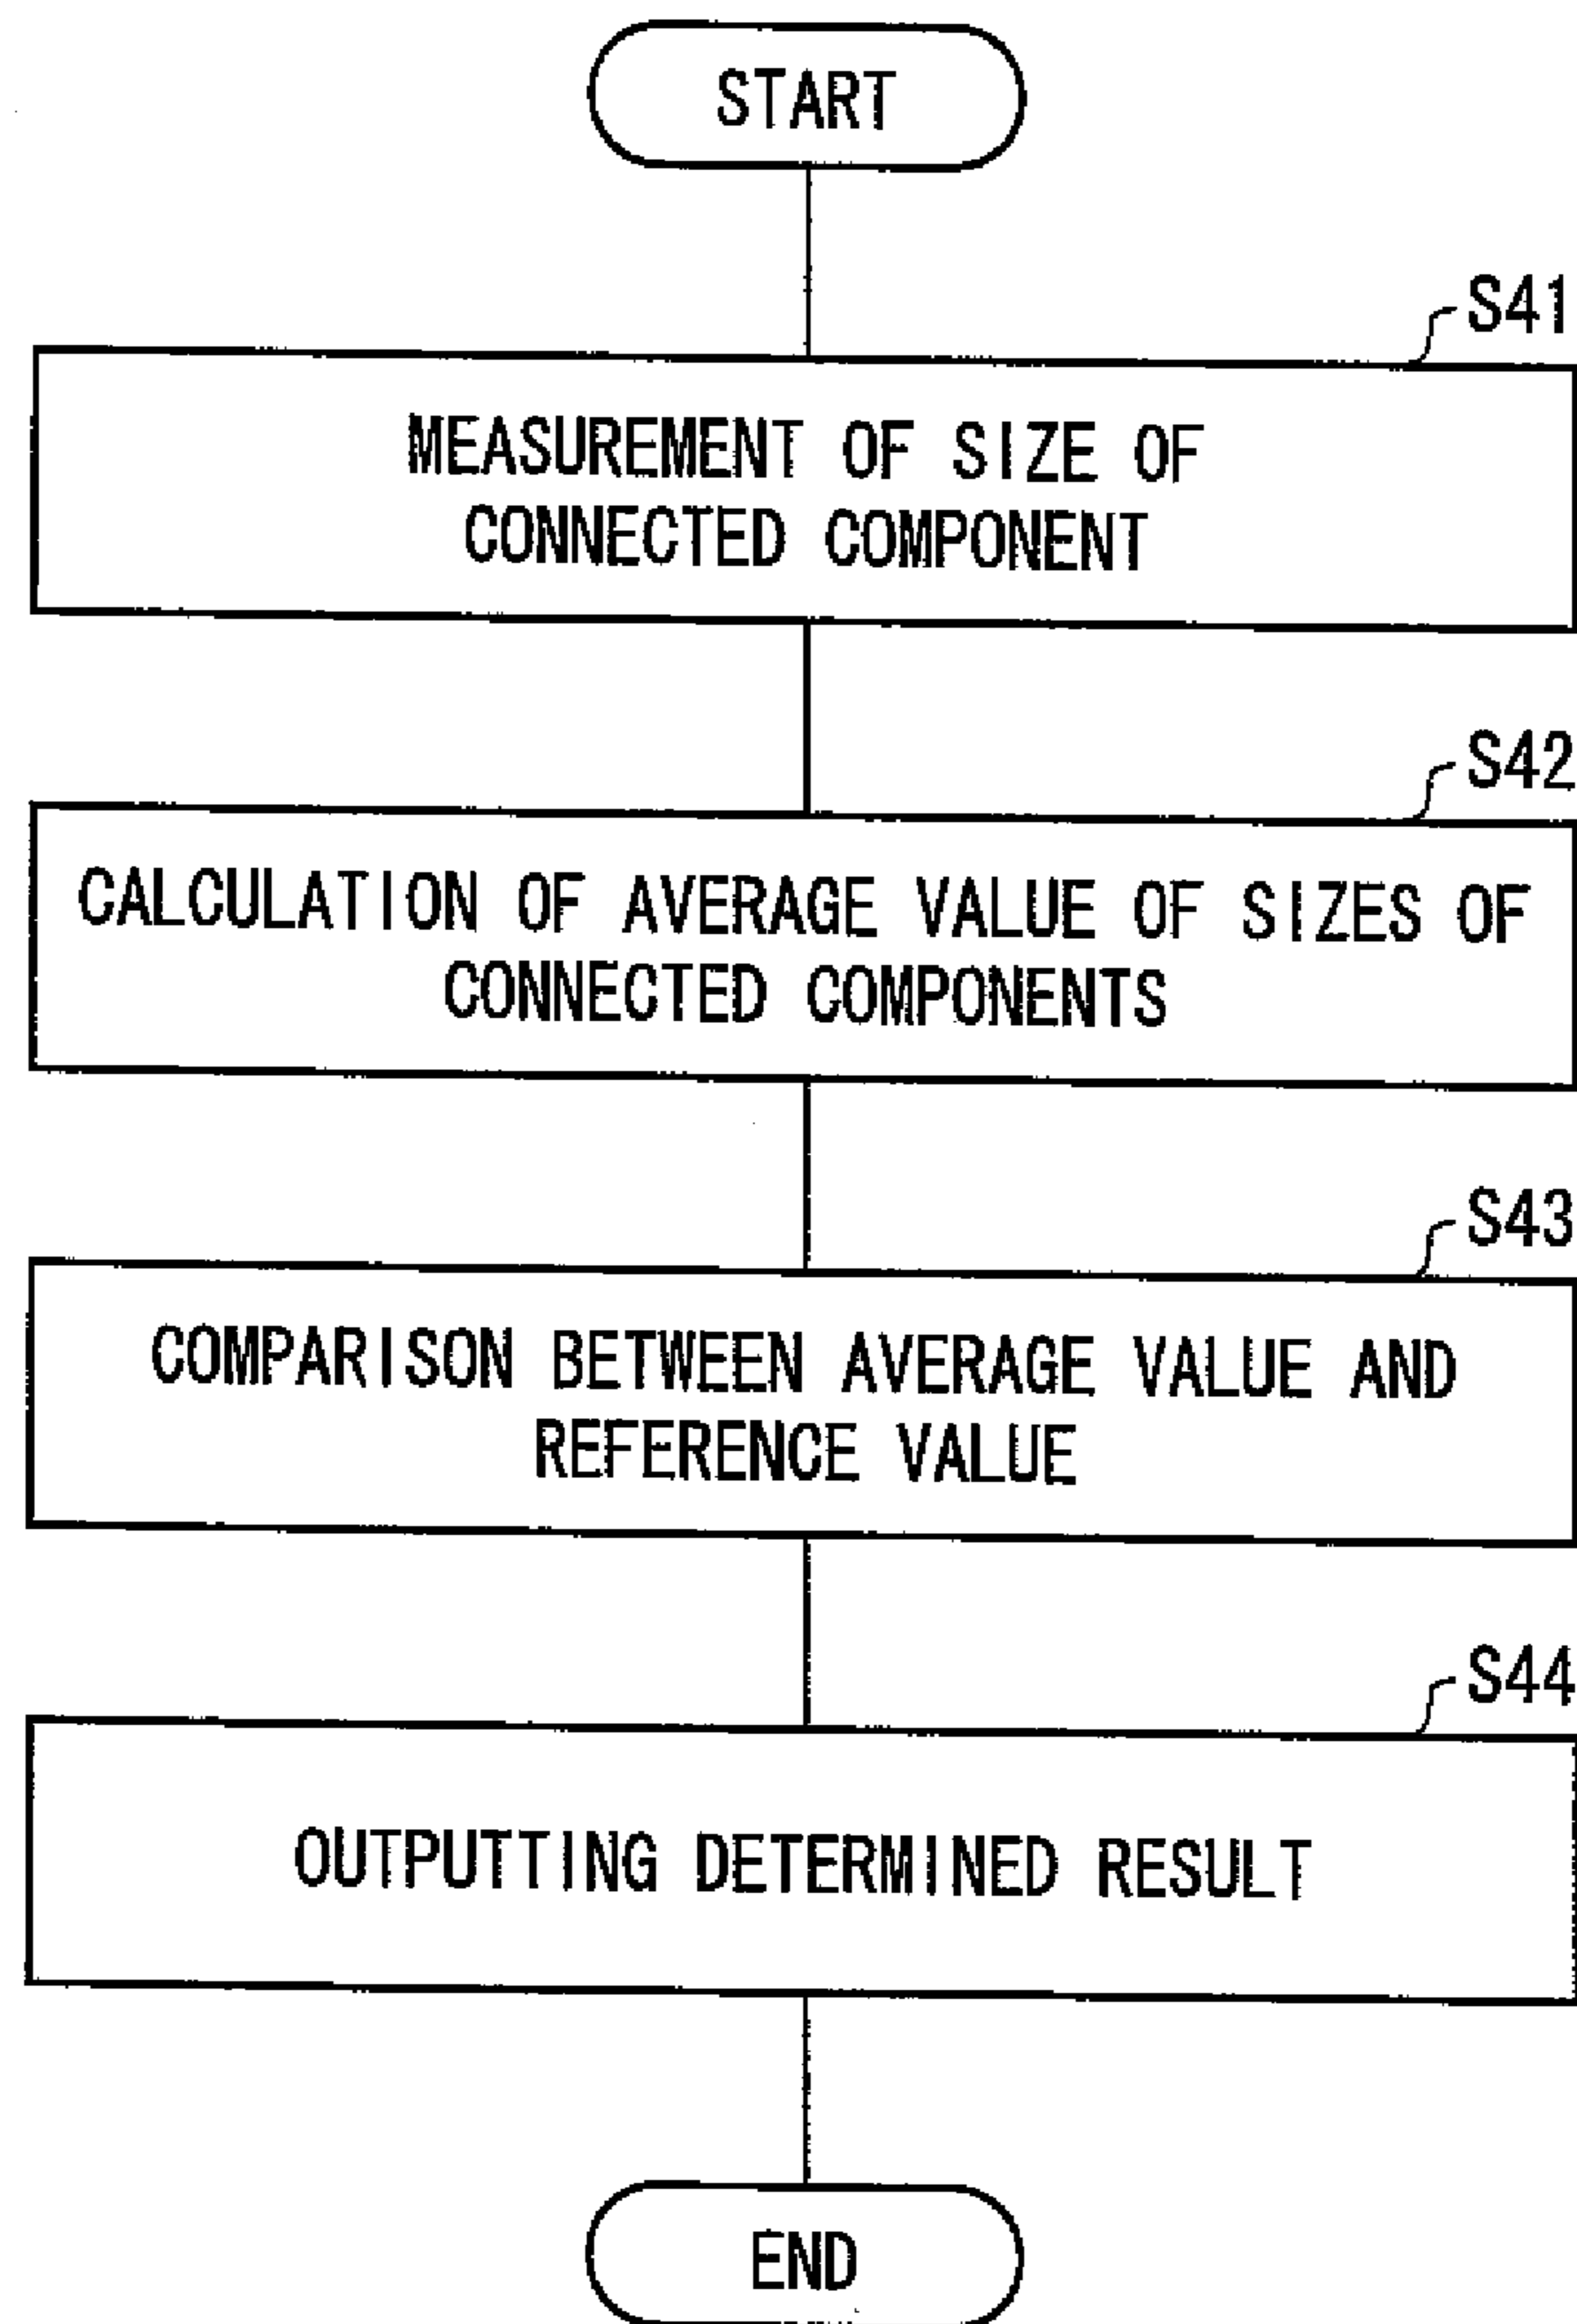 START
S41
MEASUREMENT OF SIZE OF
CONNECTED COMPONENT
S42
CALCULATION OF AVERAGE VALUE OF SIZES OF
CONNECTED COMPONENTS
S43
COMPARISON BETWEEN AVERAGE VALUE AND
REFERENCE VALUE
S44
OUTPUTTING DETERMINED RESULT
END